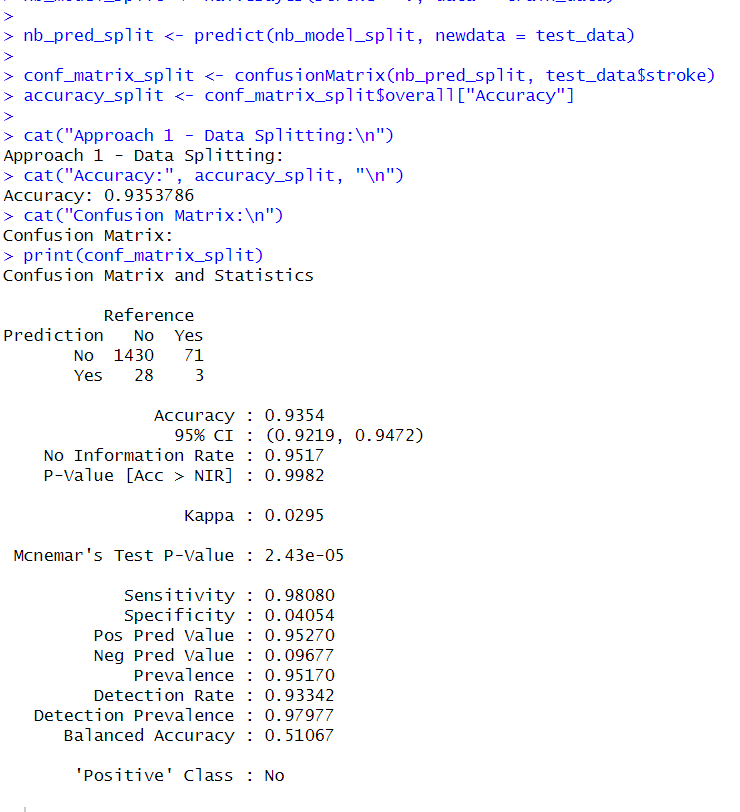 >
> nb_pred_split <- predict(nb_model_split, newdata = test_data)
>
> conf_matrix_split <- confusionMatrix(nb_pred_split, test_data$stroke)
> accuracy_split <- conf_matrix_split$overall["Accuracy"]
>
> cat("Approach 1 - Data Splitting:\n")
Approach 1 - Data Splitting:
> cat("Accuracy:", accuracy_split, "\n")
Accuracy: 0.9353786
> cat("Confusion Matrix:\n")
Confusion Matrix:
> print(conf_matrix_split)
Confusion Matrix and Statistics
Reference
Prediction No Yes
No 1430 71
Yes 28 3
Accuracy : 0.9354
95% CI : (0.9219, 0.9472)
No Information Rate : 0.9517
P-Value [Acc > NIR] : 0.9982
Kappa : 0.0295
Mcnemar's Test P-Value : 2.43e-05
Sensitivity : 0.98080
Specificity : 0.04054
Pos Pred Value : 0.95270
Neg Pred Value : 0.09677
Prevalence : 0.95170
Detection Rate : 0.93342
Detection Prevalence : 0.97977
Balanced Accuracy : 0.51067
'Positive' Class : No